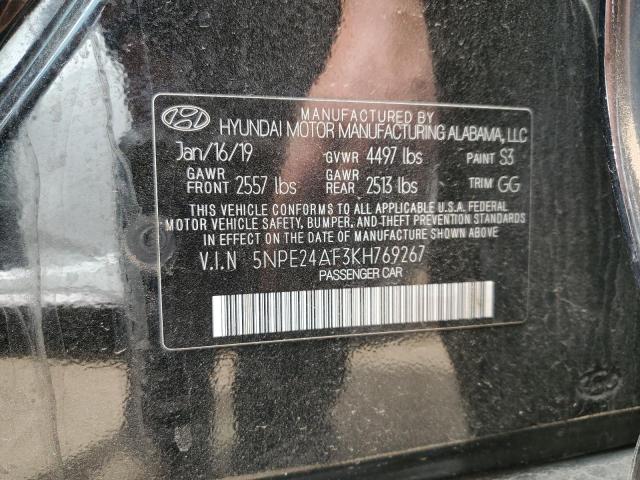 MANUFACTURED BY
HYUNDAI MOTOR MANUFACTURING ALABAMA, LLC
Jan/16/19 GVWR 4497 lbs PAINT S3
GAWR FRONT 2557 lbs GAWR REAR 2513 lbs TRIM GG
THIS VEHICLE CONFORMS TO ALL APPLICABLE U.S.A. FEDERAL
MOTOR VEHICLE SAFETY, BUMPER, AND THEFT PREVENTION STANDARDS
IN EFFECT ON THE DATE OF MANUFACTURE SHOWN ABOVE.
V.I.N 5NPE24AF3KH769267
PASSENGER CAR